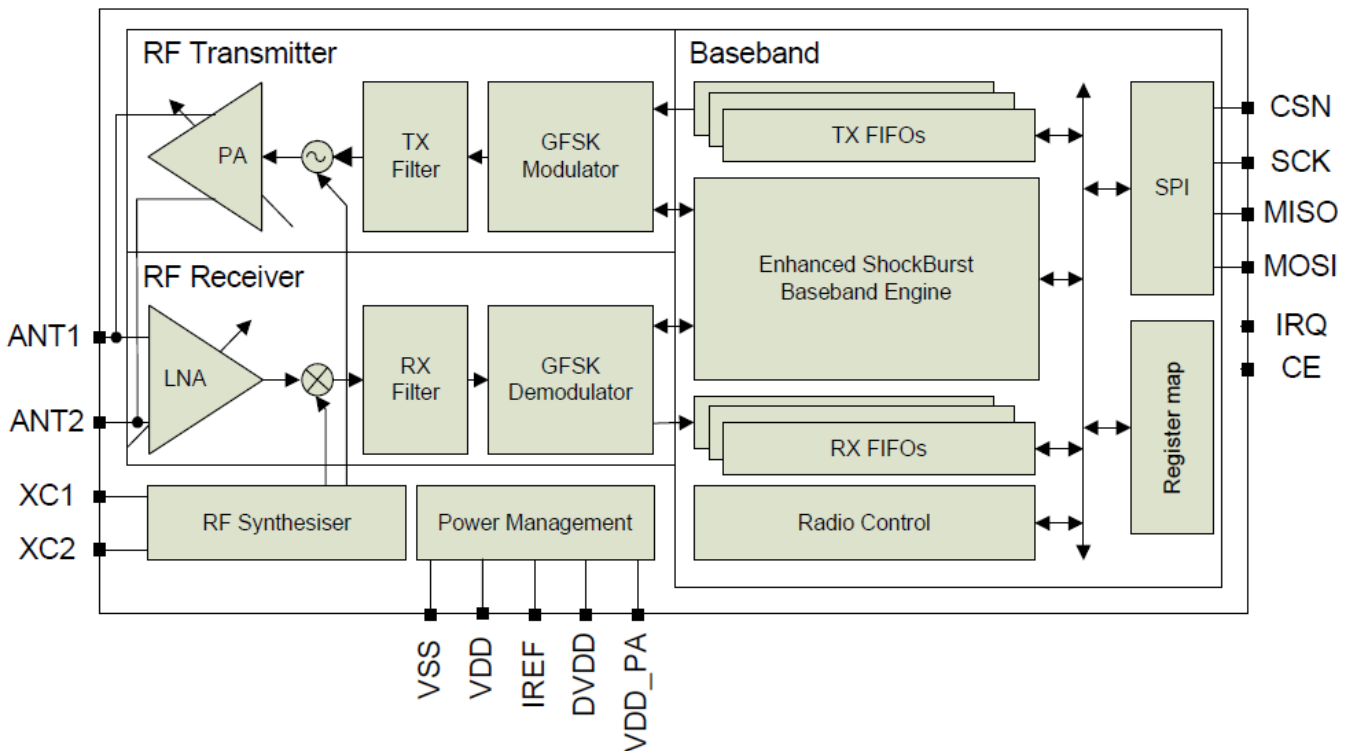 RF Transmitter
Baseband
PA
TX
Filter
GFSK
Modulator
TX FIFOs
SPI
CSN
SCK
MISO
MOSI
IRQ
CE
Enhanced ShockBurst
Baseband Engine
RF Receiver
ANT1
ANT2
LNA
RX
Filter
GFSK
Demodulator
RX FIFOs
Register map
XC1
XC2
RF Synthesiser
Power Management
Radio Control
VSS
VDD
IREF
DVDD
VDD_PA